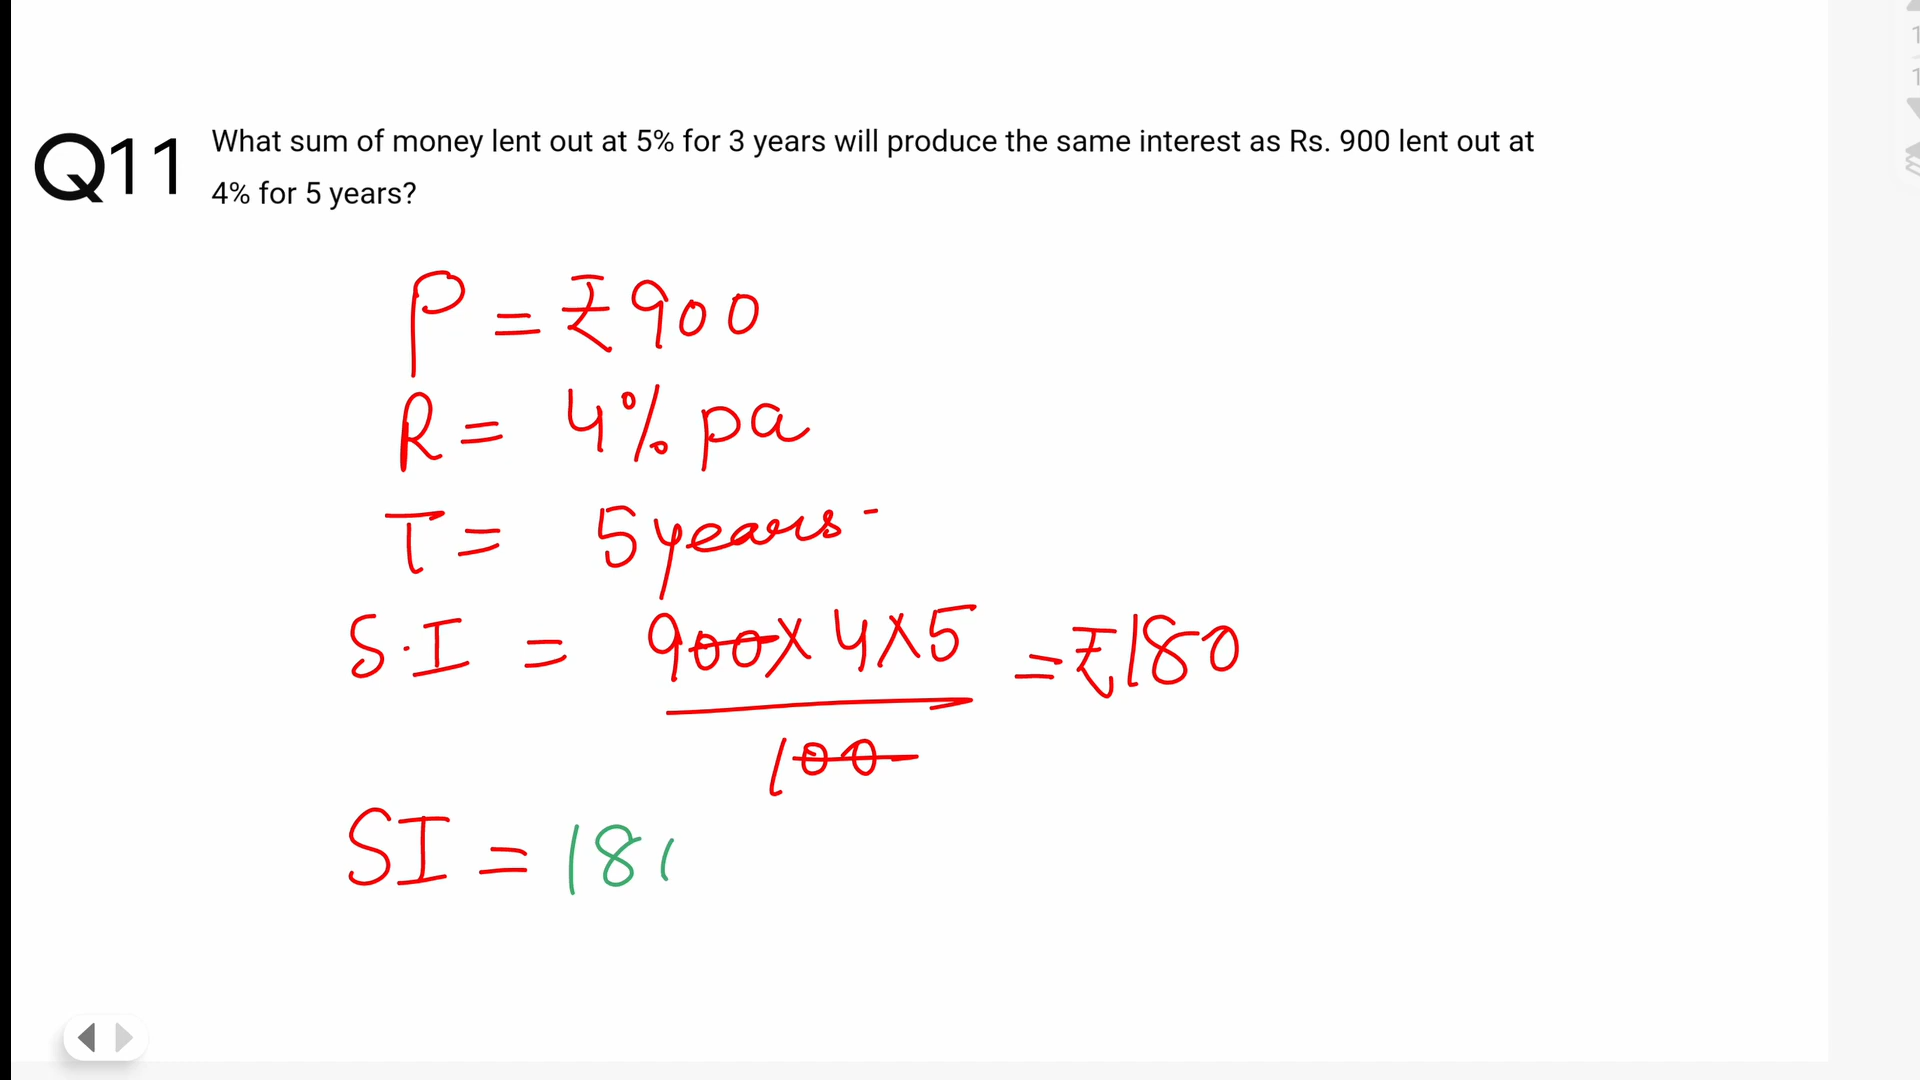 Q11 What sum of money lent out at 5% for 3 years will produce the same interest as Rs. 900 lent out at
4% for 5 years?
P = ₹900
R = 4% pa
T = 5 years
S.I = 900 x 4 x 5 = ₹180
100
SI = 18